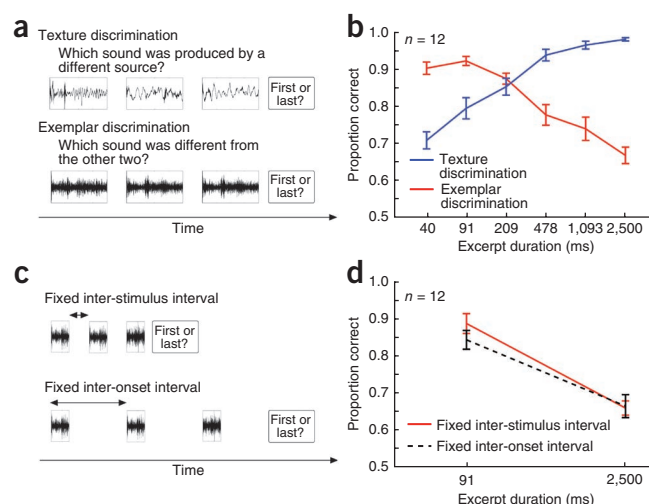 a
Texture discrimination
Which sound was produced by a
different source?
First or
last?
Exemplar discrimination
Which sound was different from
the other two?
First or
last?
Time
b
n = 12
Proportion correct
1.0
0.9
0.8
0.7
0.6
0.5
Texture
discrimination
Exemplar
discrimination
40 91 209 478 1,093 2,500
Excerpt duration (ms)
c
Fixed inter-stimulus interval
First or
last?
Fixed inter-onset interval
First or
last?
Time
d
n = 12
Proportion correct
1.0
0.9
0.8
0.7
0.6
0.5
Fixed inter-stimulus interval
Fixed inter-onset interval
91 2,500
Excerpt duration (ms)